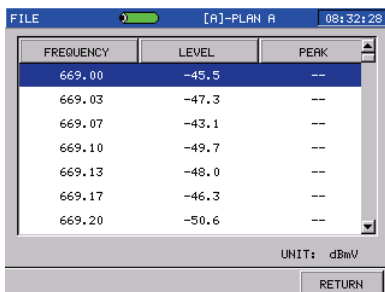 FILE [A]-PLAN A 08:32:28
FREQUENCY LEVEL PEAK
669.00 -45.5 --
669.03 -47.3 --
669.07 -43.1 --
669.10 -49.7 --
669.13 -48.0 --
669.17 -46.3 --
669.20 -50.6 --
UNIT: dBmV
RETURN